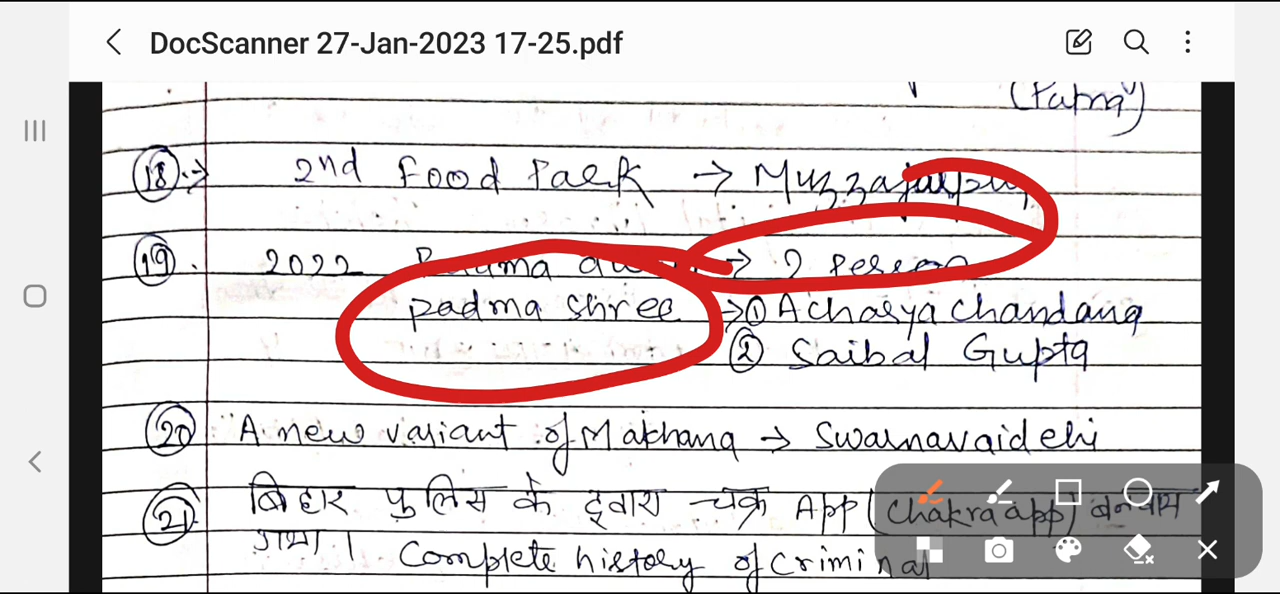 DocScanner 27-Jan-2023 17-25.pdf
(Patna)
18 → 2nd Food Park → Muzzafarpur
19. 2022 Padma → 2 Person
padma shree → ① Acharya Chandana
② Saibal Gupta
20 A new variant of Makhana → Swarnavaidehi
21 बिहार पुलिस के द्वारा चक्र App (Chakra app) बनवाया
गया । Complete history of criminal